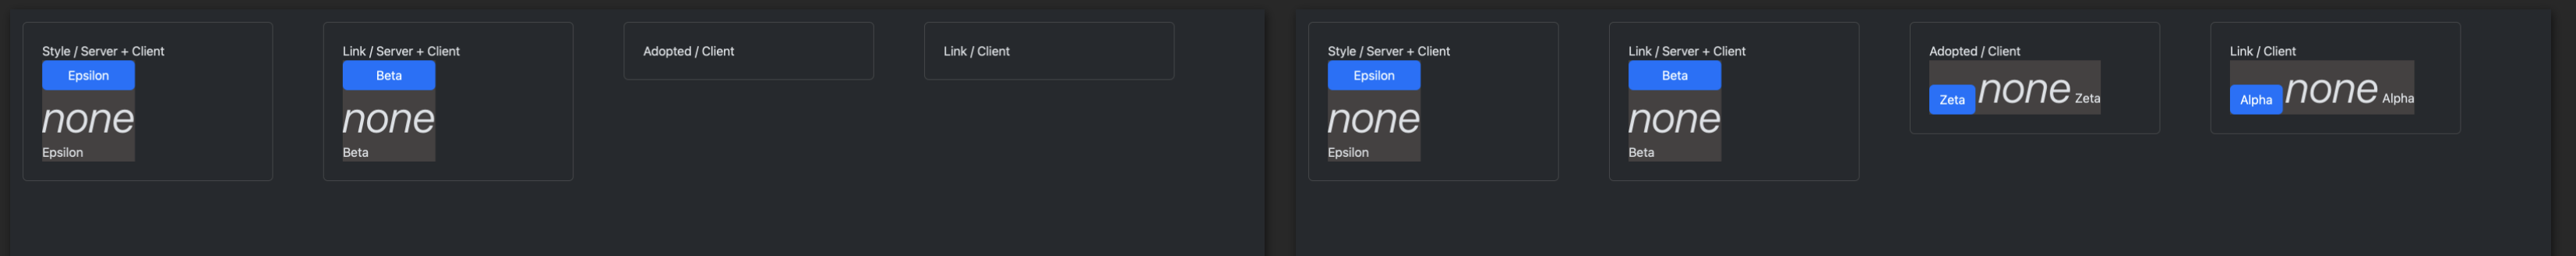 Style / Server + Client
Epsilon
none
Epsilon
Link / Server + Client
Beta
none
Beta
Adopted / Client
Link / Client
Style / Server + Client
Epsilon
none
Epsilon
Link / Server + Client
Beta
none
Beta
Adopted / Client
Zeta none Zeta
Link / Client
Alpha none Alpha